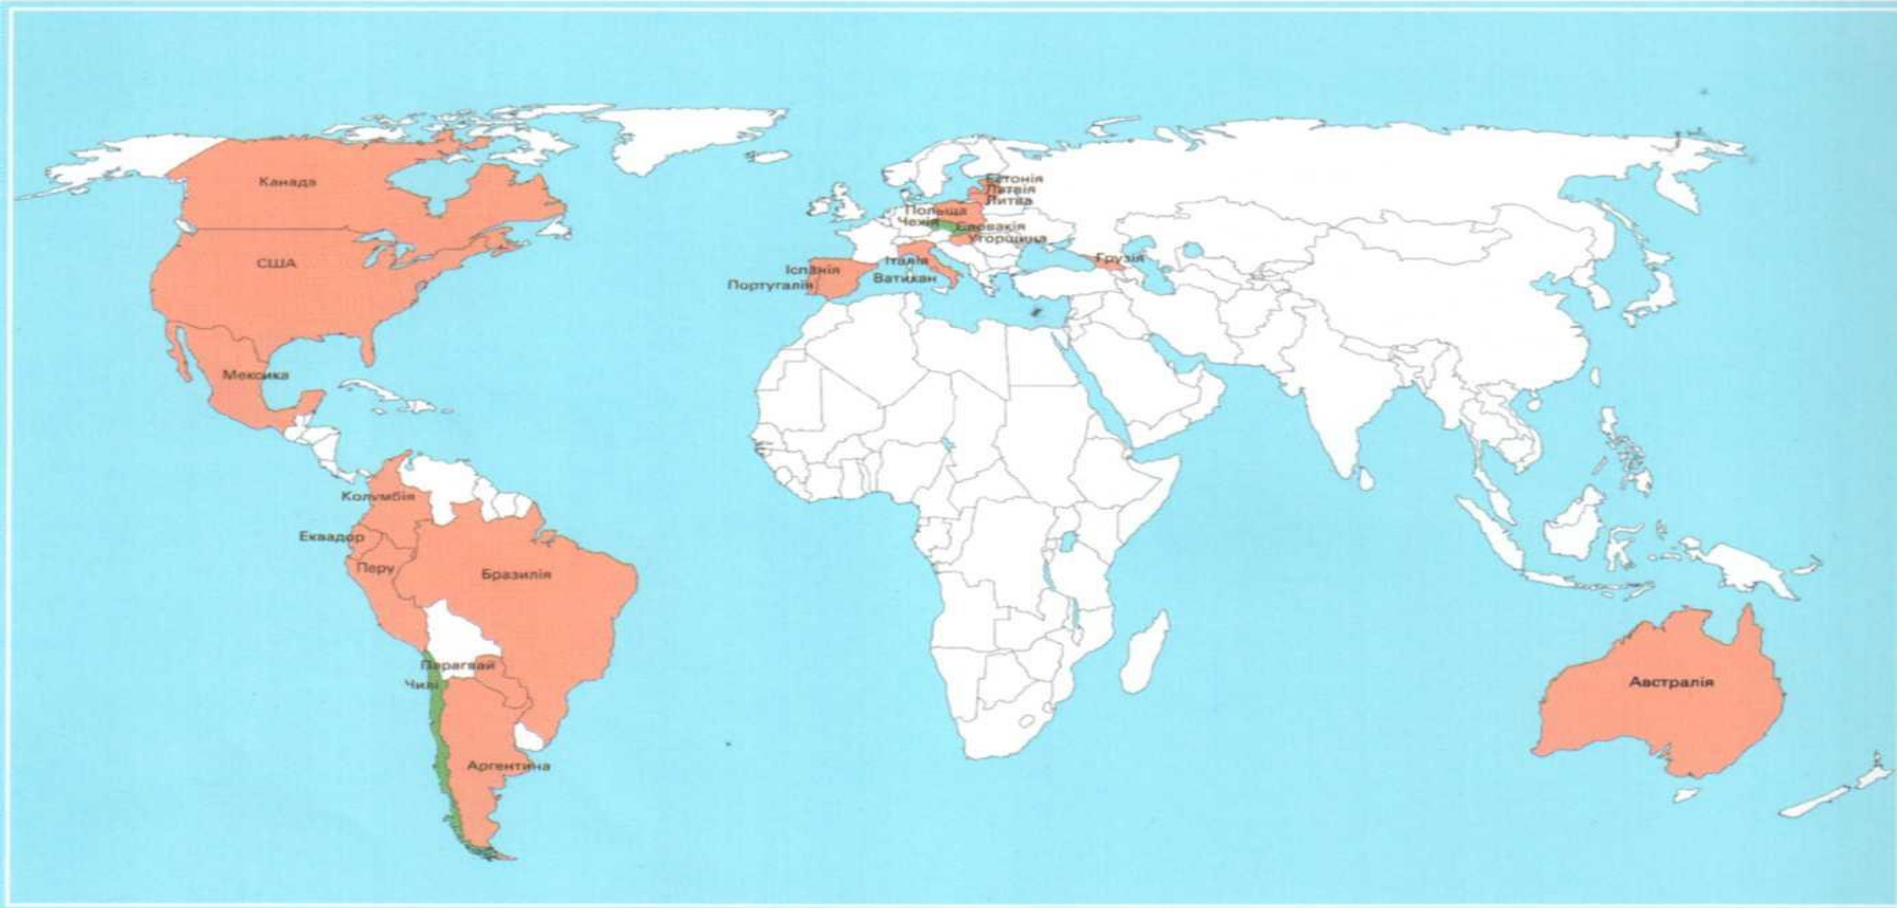 Канада
США
Мексика
Колумбія
Еквадор
Перу
Бразилія
Парагвай
Чилі
Аргентина
Естонія
Латвія
Литва
Польща
Чехія
Словакія
Угорщина
Іспанія
Португалія
Італія
Ватикан
Грузія
Австралія